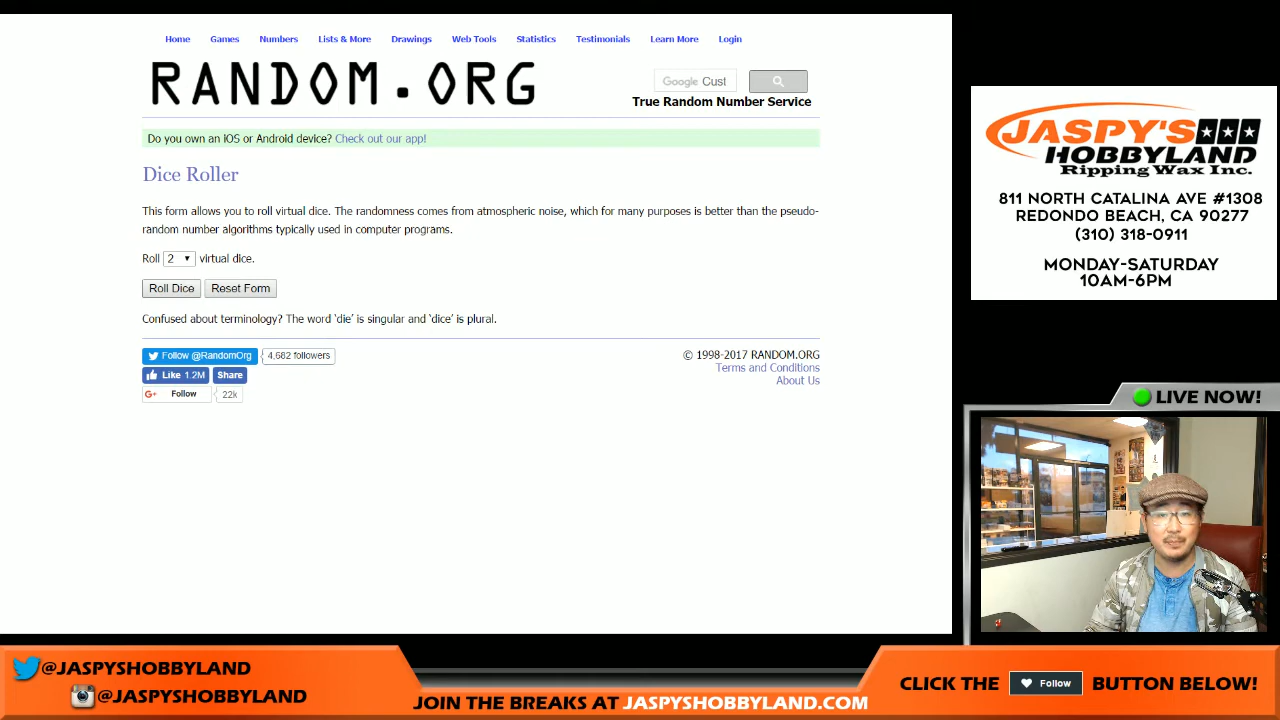 Home Games Numbers Lists & More Drawings Web Tools Statistics Testimonials Learn More Login
RANDOM.ORG
Google Cust
True Random Number Service
Do you own an iOS or Android device? Check out our app!
Dice Roller
This form allows you to roll virtual dice. The randomness comes from atmospheric noise, which for many purposes is better than the pseudo-
random number algorithms typically used in computer programs.
Roll 2 virtual dice.
Roll Dice Reset Form
Confused about terminology? The word 'die' is singular and 'dice' is plural.
Follow @RandomOrg 4,682 followers
Like 1.2M Share
G+ Follow 22k
© 1998-2017 RANDOM.ORG
Terms and Conditions
About Us
JASPY'S
HOBBYLAND
Ripping Wax Inc.
811 NORTH CATALINA AVE #1308
REDONDO BEACH, CA 90277
(310) 318-0911
MONDAY-SATURDAY
10AM-6PM
LIVE NOW!
@JASPYSHOBBYLAND
@JASPYSHOBBYLAND
JOIN THE BREAKS AT JASPYSHOBBYLAND.COM
CLICK THE Follow BUTTON BELOW!